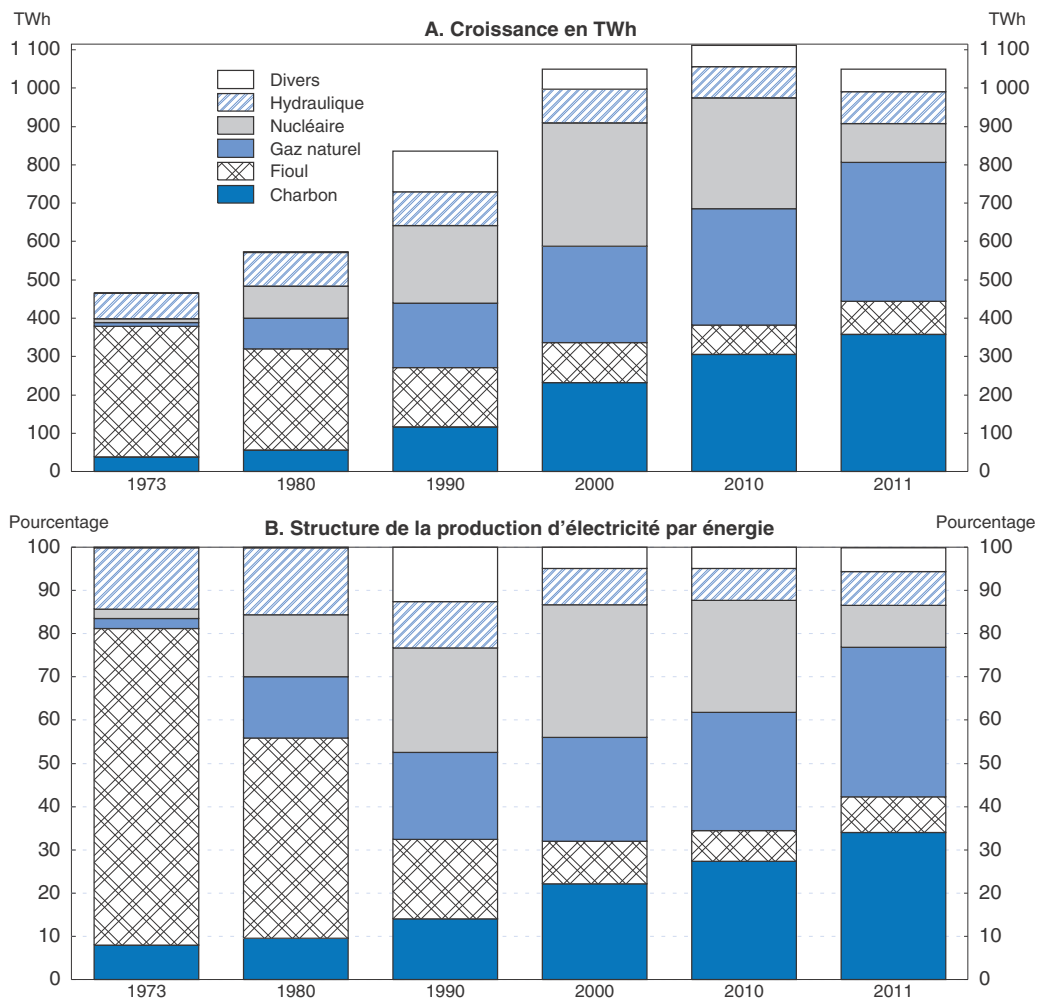 TWh TWh
A. Croissance en TWh
1 100 1 100
Divers
1 000 1 000
Hydraulique
900 Nucléaire 900
800 Gaz naturel 800
Fioul
700 Charbon 700
600 600
500 500
400 400
300 300
200 200
100 100
0 0
1973 1980 1990 2000 2010 2011
Pourcentage Pourcentage
B. Structure de la production d'électricité par énergie
100 100
90 90
80 80
70 70
60 60
50 50
40 40
30 30
20 20
10 10
0 0
1973 1980 1990 2000 2010 2011